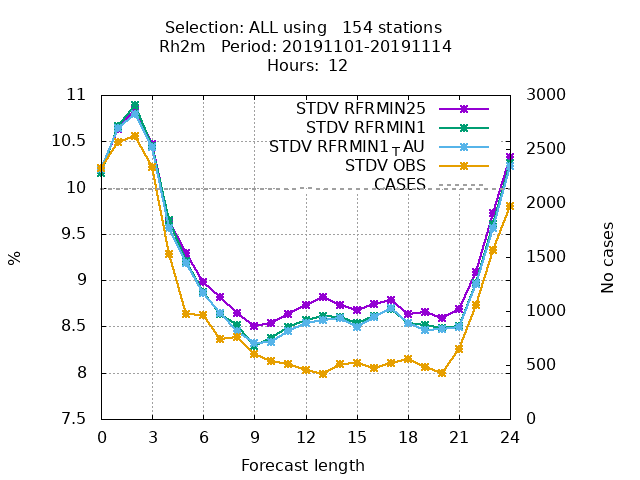 Selection: ALL using   154 stations
Rh2m   Period: 20191101-20191114
Hours:  12
11
10.5
10
9.5
9
8.5
8
7.5
%
3000
2500
2000
1500
1000
500
0
No cases
STDV RFRMIN25
STDV RFRMIN1
STDV RFRMIN1┬AU
STDV OBS
CASES
0 3 6 9 12 15 18 21 24
Forecast length